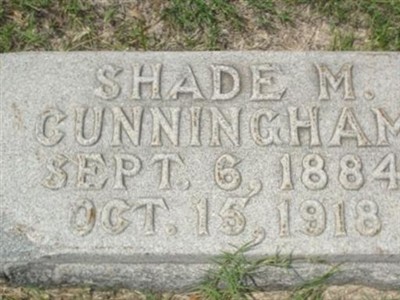 SHADE M.
CUNNINGHAM
SEPT. 6, 1884
OCT. 15, 1918